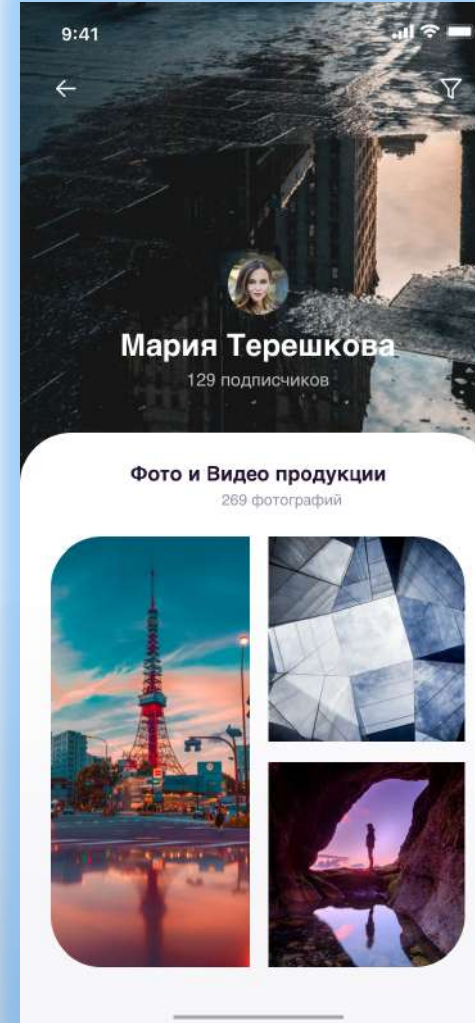 9:41
Мария Терешкова
129 подписчиков
Фото и Видео продукции
269 фотографий